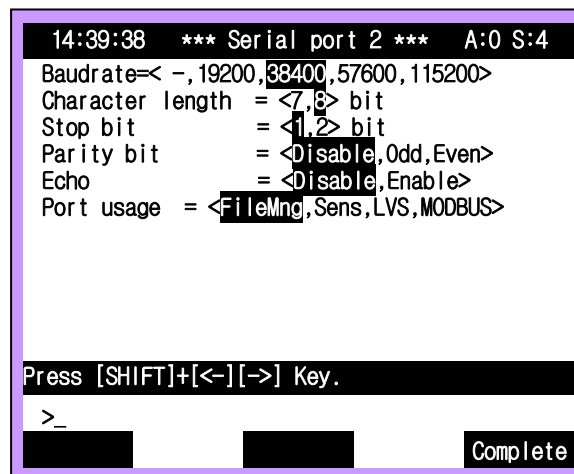 14:39:38 *** Serial port 2 *** A:0 S:4
Baudrate=< -,19200,38400,57600,115200>
Character length = <7,8> bit
Stop bit = <1,2> bit
Parity bit = <Disable,Odd,Even>
Echo = <Disable,Enable>
Port usage = <FileMng,Sens,LVS,MODBUS>
Press [SHIFT]+[<-][->] Key.
>_
Complete